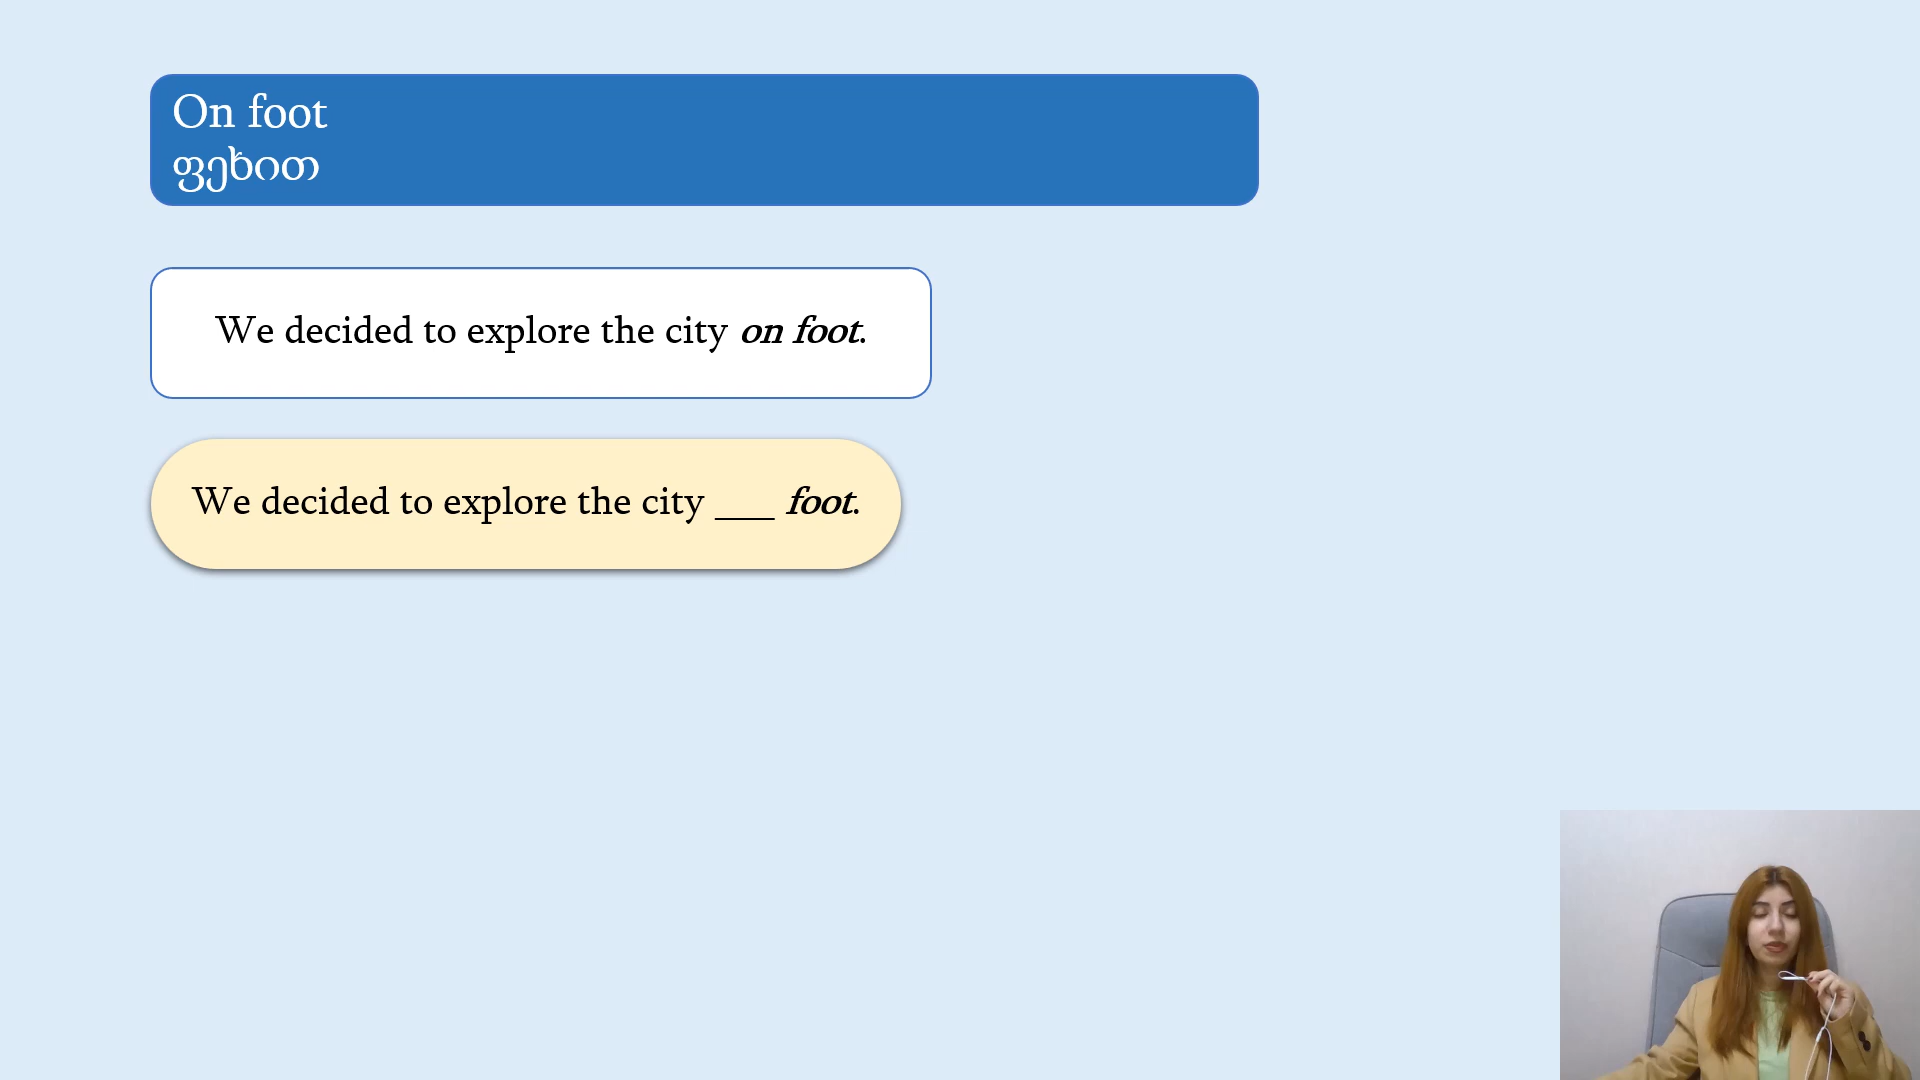 On foot
ფეხით
We decided to explore the city on foot.
We decided to explore the city ___ foot.